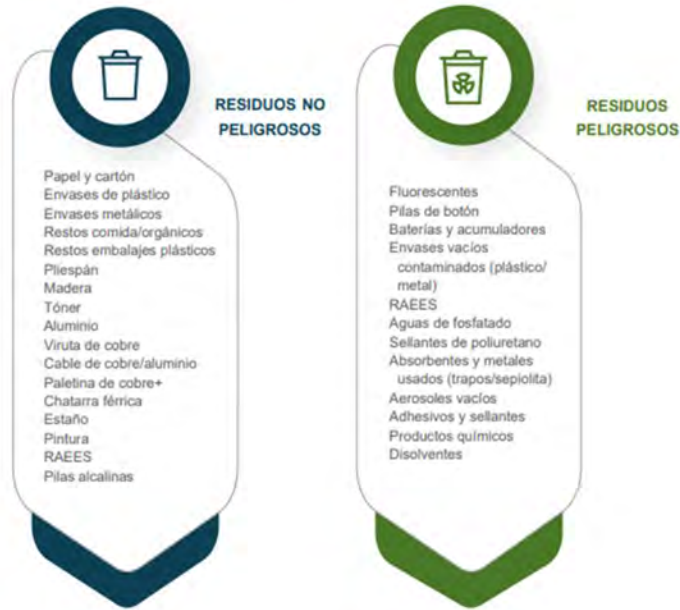 RESIDUOS NO
PELIGROSOS
Papel y cartón
Envases de plástico
Envases metálicos
Restos comida/orgánicos
Restos embalajes plásticos
Pliespán
Madera
Tóner
Aluminio
Viruta de cobre
Cable de cobre/aluminio
Paletina de cobre+
Chatarra férrica
Estaño
Pintura
RAEES
Pilas alcalinas
RESIDUOS
PELIGROSOS
Fluorescentes
Pilas de botón
Baterías y acumuladores
Envases vacíos
contaminados (plástico/
metal)
RAEES
Aguas de fosfatado
Sellantes de poliuretano
Absorbentes y metales
usados (trapos/sepiolita)
Aerosoles vacíos
Adhesivos y sellantes
Productos químicos
Disolventes